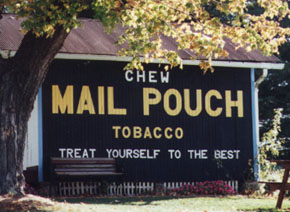 CHEW
MAIL POUCH
TOBACCO
TREAT YOURSELF TO THE BEST